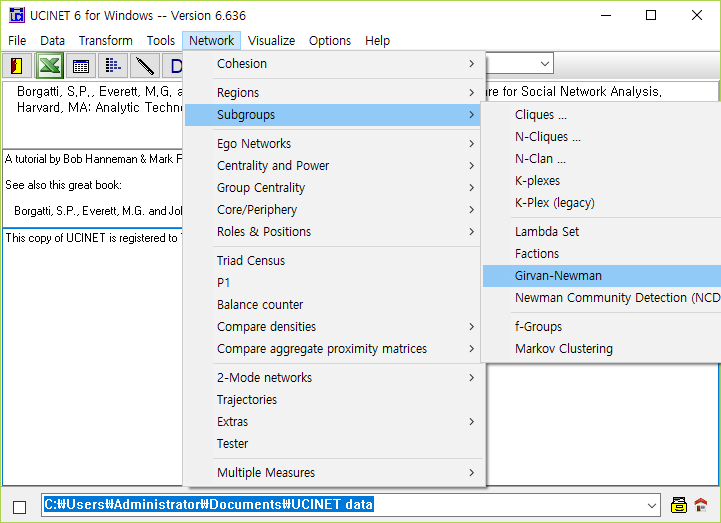 UCINET 6 for Windows -- Version 6.636
File Data Transform Tools Network Visualize Options Help
D
Borgatti, S.P., Everett, M.G. a
re for Social Network Analysis.
Harvard, MA: Analytic Techn
A tutorial by Bob Hanneman & Mark F
See also this great book:
Borgatti, S.P., Everett, M.G. and Jo
This copy of UCINET is registered to
Cohesion
Regions
Subgroups
Ego Networks
Centrality and Power
Group Centrality
Core/Periphery
Roles & Positions
Triad Census
P1
Balance counter
Compare densities
Compare aggregate proximity matrices
2-Mode networks
Trajectories
Extras
Tester
Multiple Measures
Cliques ...
N-Cliques ...
N-Clan ...
K-plexes
K-Plex (legacy)
Lambda Set
Factions
Girvan-Newman
Newman Community Detection (NCD
f-Groups
Markov Clustering
C:₩Users₩Administrator₩Documents₩UCINET data